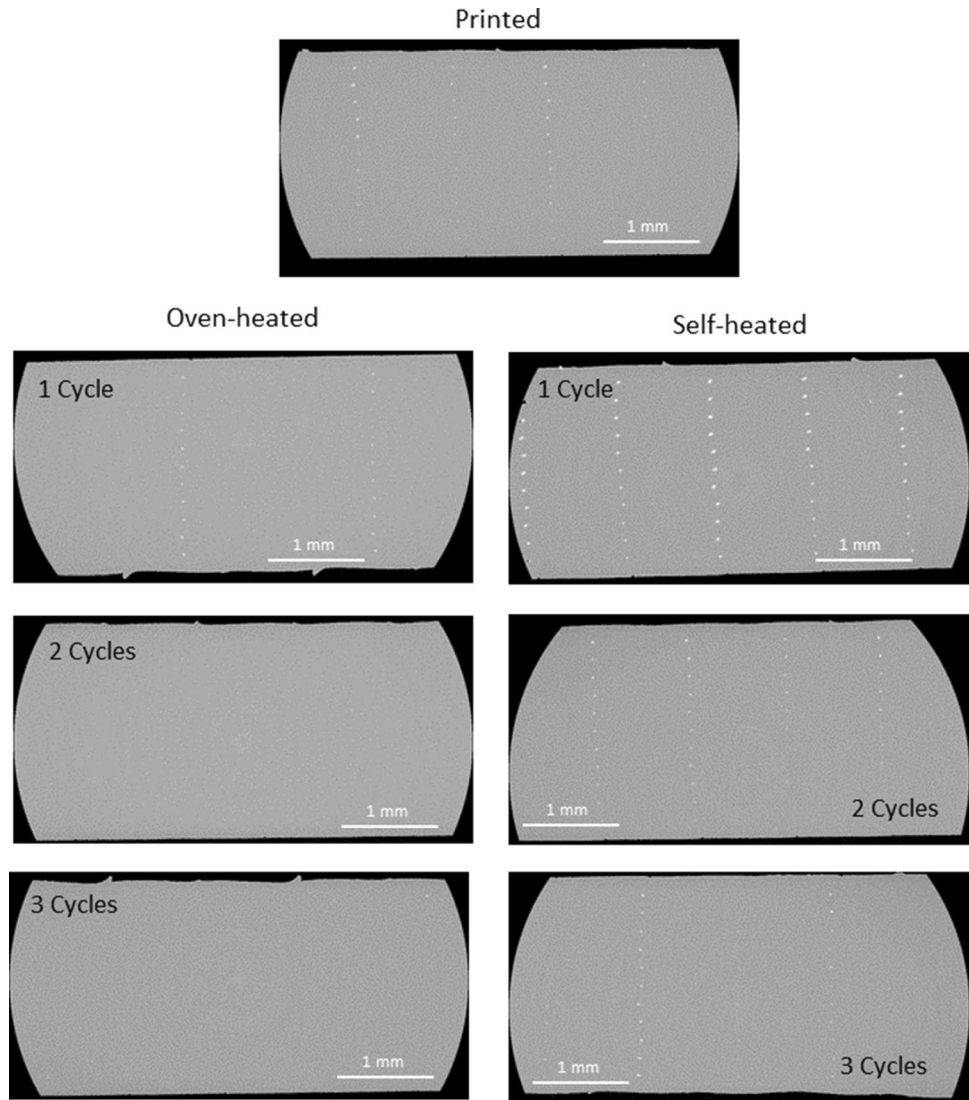 Printed
1 mm
Oven-heated
Self-heated
1 Cycle
1 mm
1 Cycle
1 mm
2 Cycles
1 mm
1 mm
2 Cycles
3 Cycles
1 mm
1 mm
3 Cycles